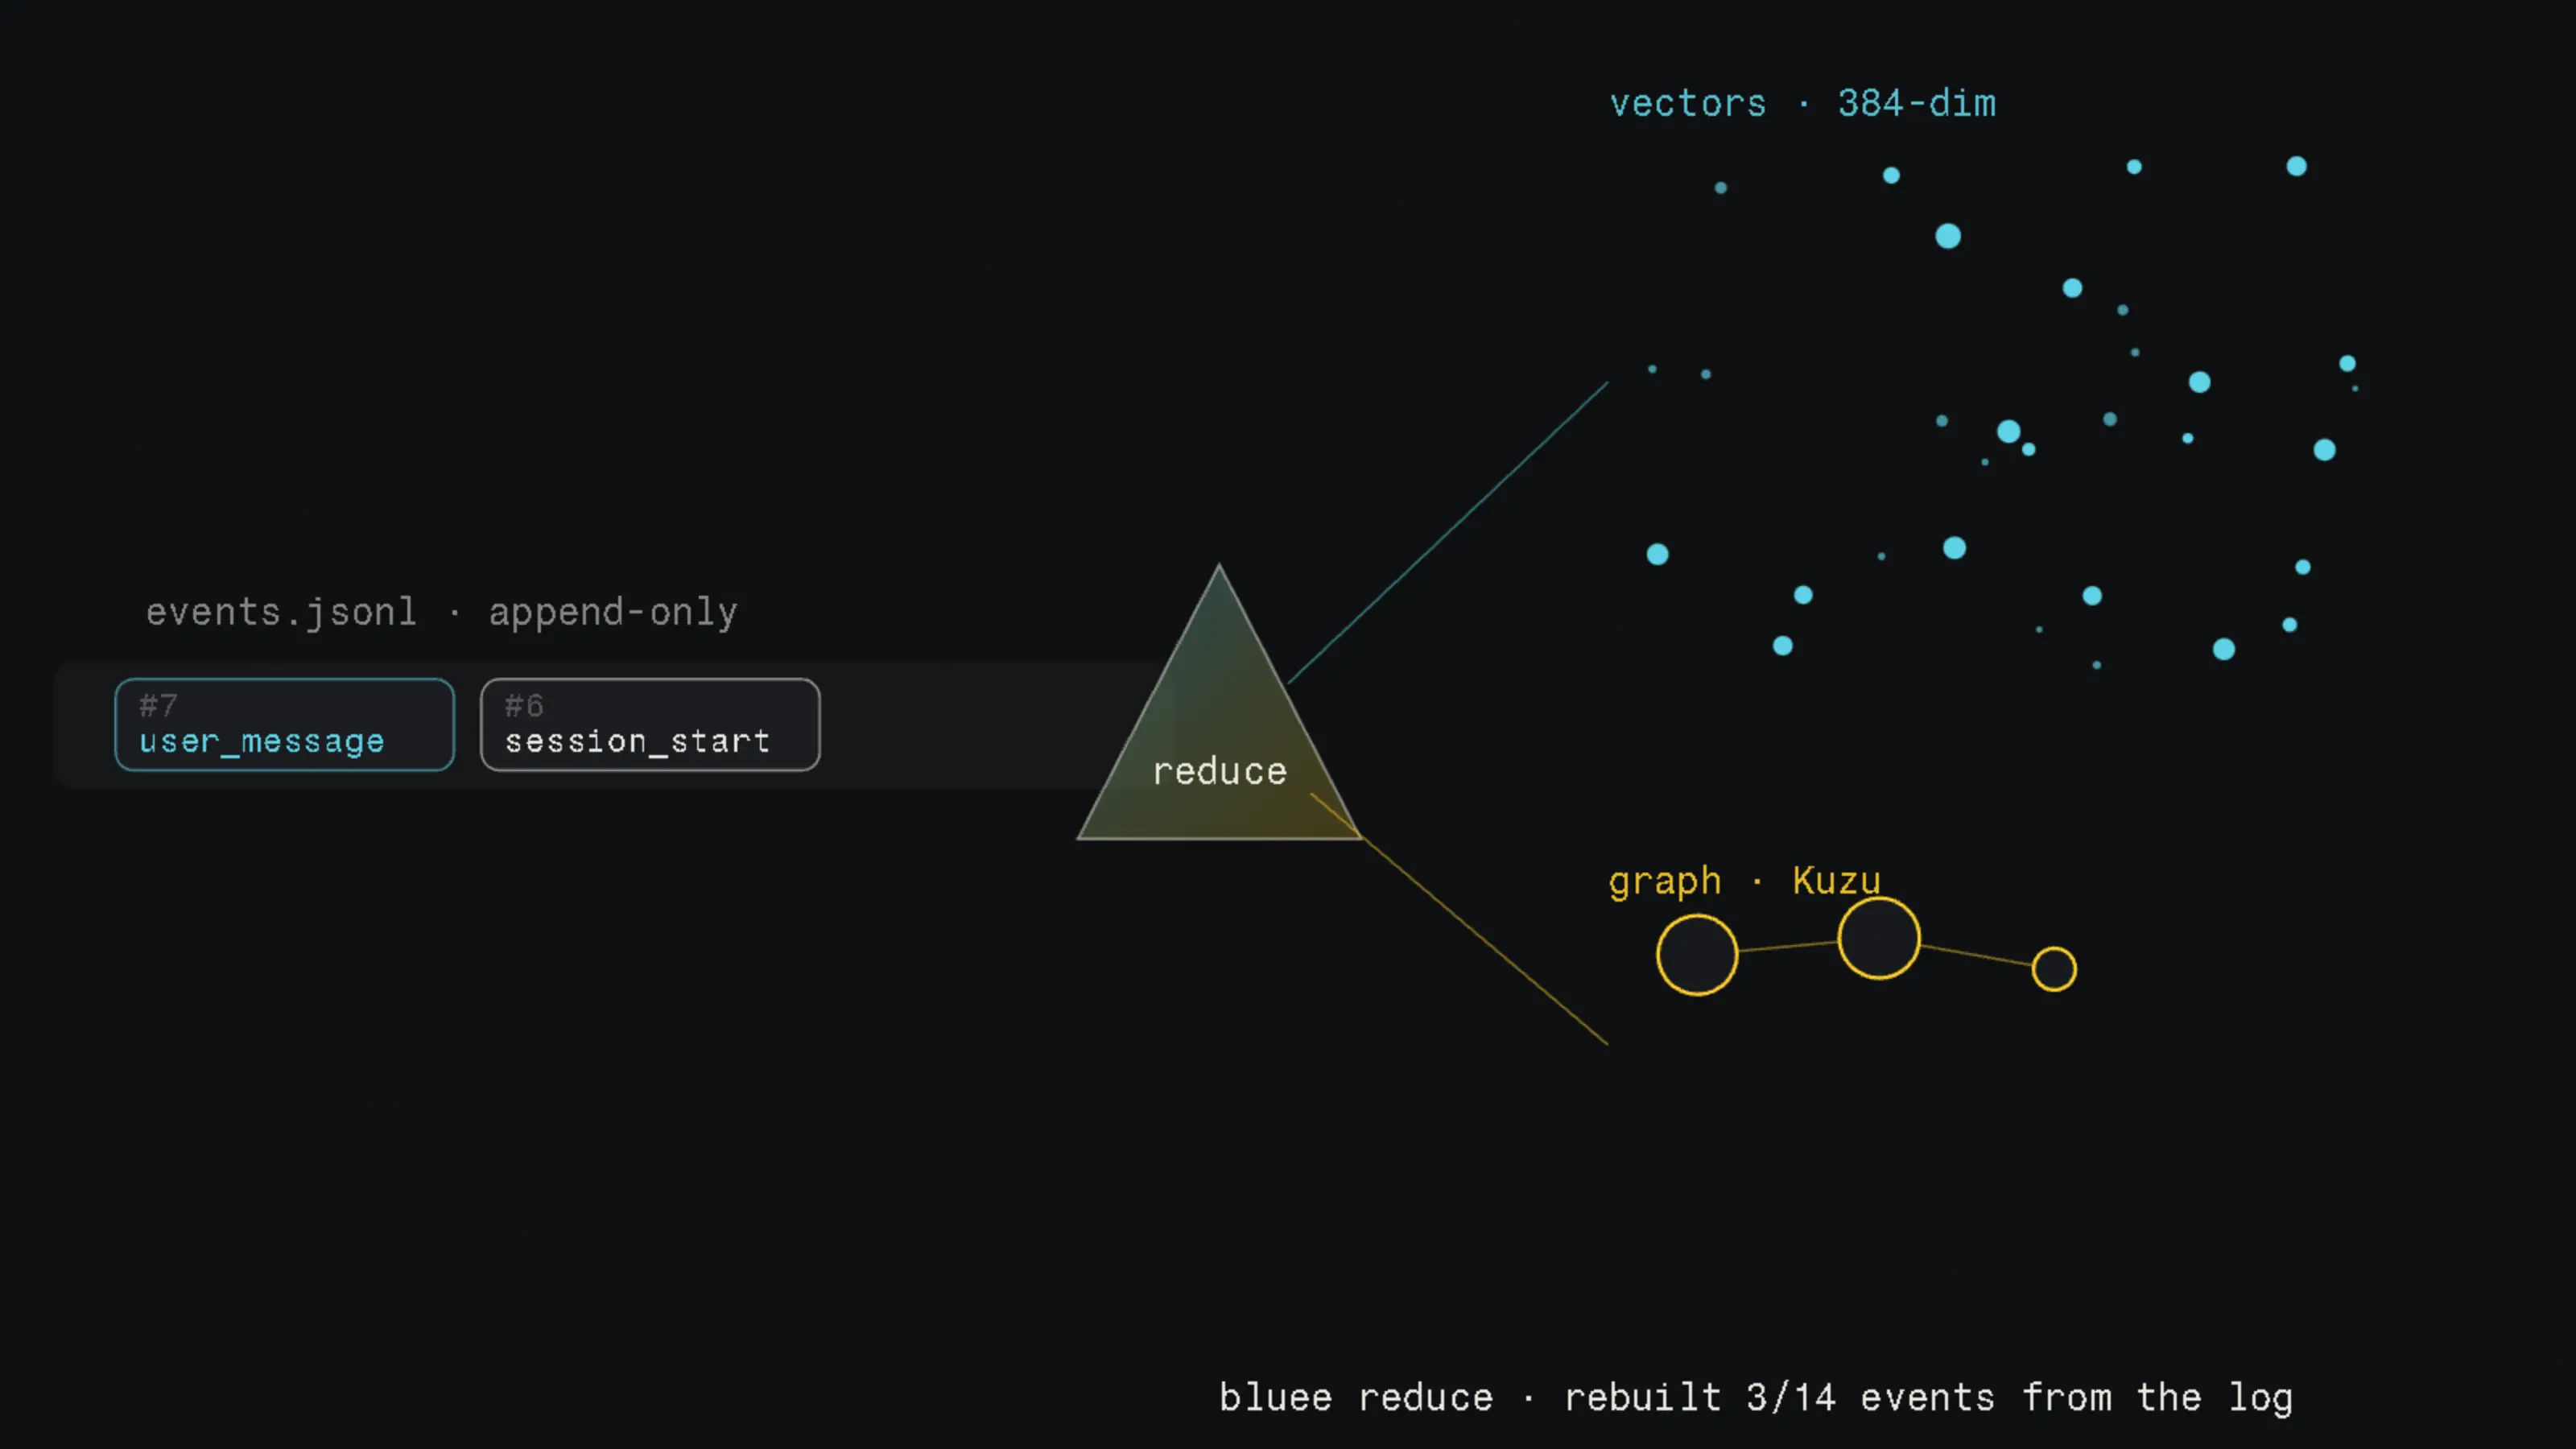 vectors · 384-dim
events.jsonl · append-only
#7
user_message
#6
session_start
reduce
graph · Kuzu
bluee reduce · rebuilt 3/14 events from the log